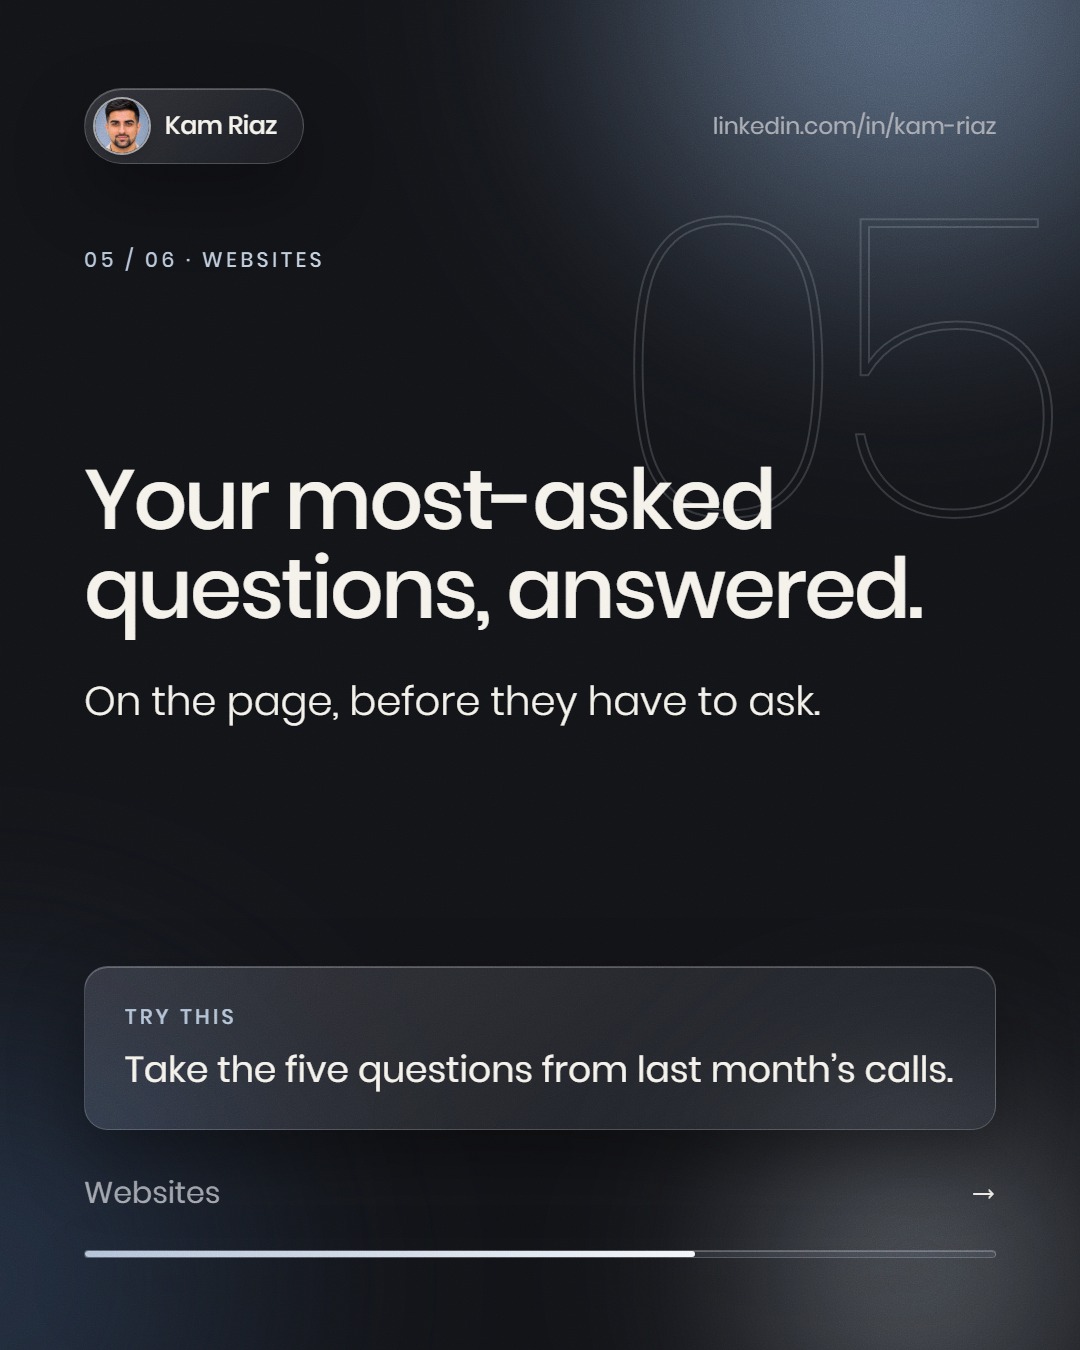 Kam Riaz
linkedin.com/in/kam-riaz
05 / 06 · WEBSITES
05
Your most-asked
questions, answered.
On the page, before they have to ask.
TRY THIS
Take the five questions from last month’s calls.
Websites →